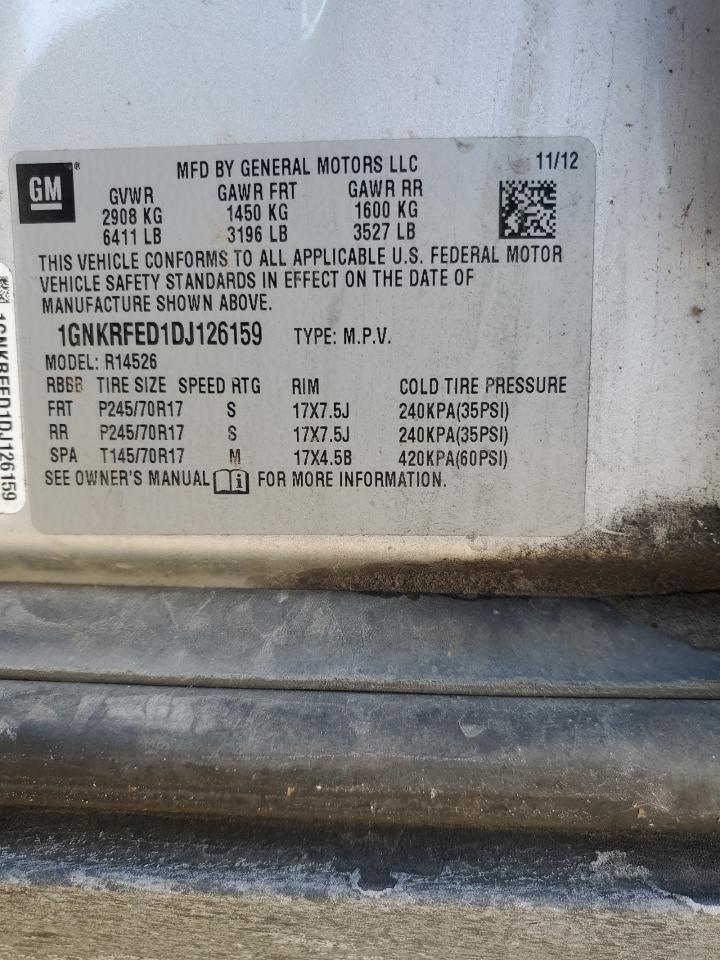 GM ®
MFD BY GENERAL MOTORS LLC 11/12
GVWR GAWR FRT GAWR RR
2908 KG 1450 KG 1600 KG
6411 LB 3196 LB 3527 LB
THIS VEHICLE CONFORMS TO ALL APPLICABLE U.S. FEDERAL MOTOR
VEHICLE SAFETY STANDARDS IN EFFECT ON THE DATE OF
MANUFACTURE SHOWN ABOVE.
1GNKRFED1DJ126159 TYPE: M.P.V.
MODEL: R14526
RBBB TIRE SIZE SPEED RTG RIM COLD TIRE PRESSURE
FRT P245/70R17 S 17X7.5J 240KPA(35PSI)
RR P245/70R17 S 17X7.5J 240KPA(35PSI)
SPA T145/70R17 M 17X4.5B 420KPA(60PSI)
SEE OWNER'S MANUAL FOR MORE INFORMATION.
1GNKRFED1DJ126159